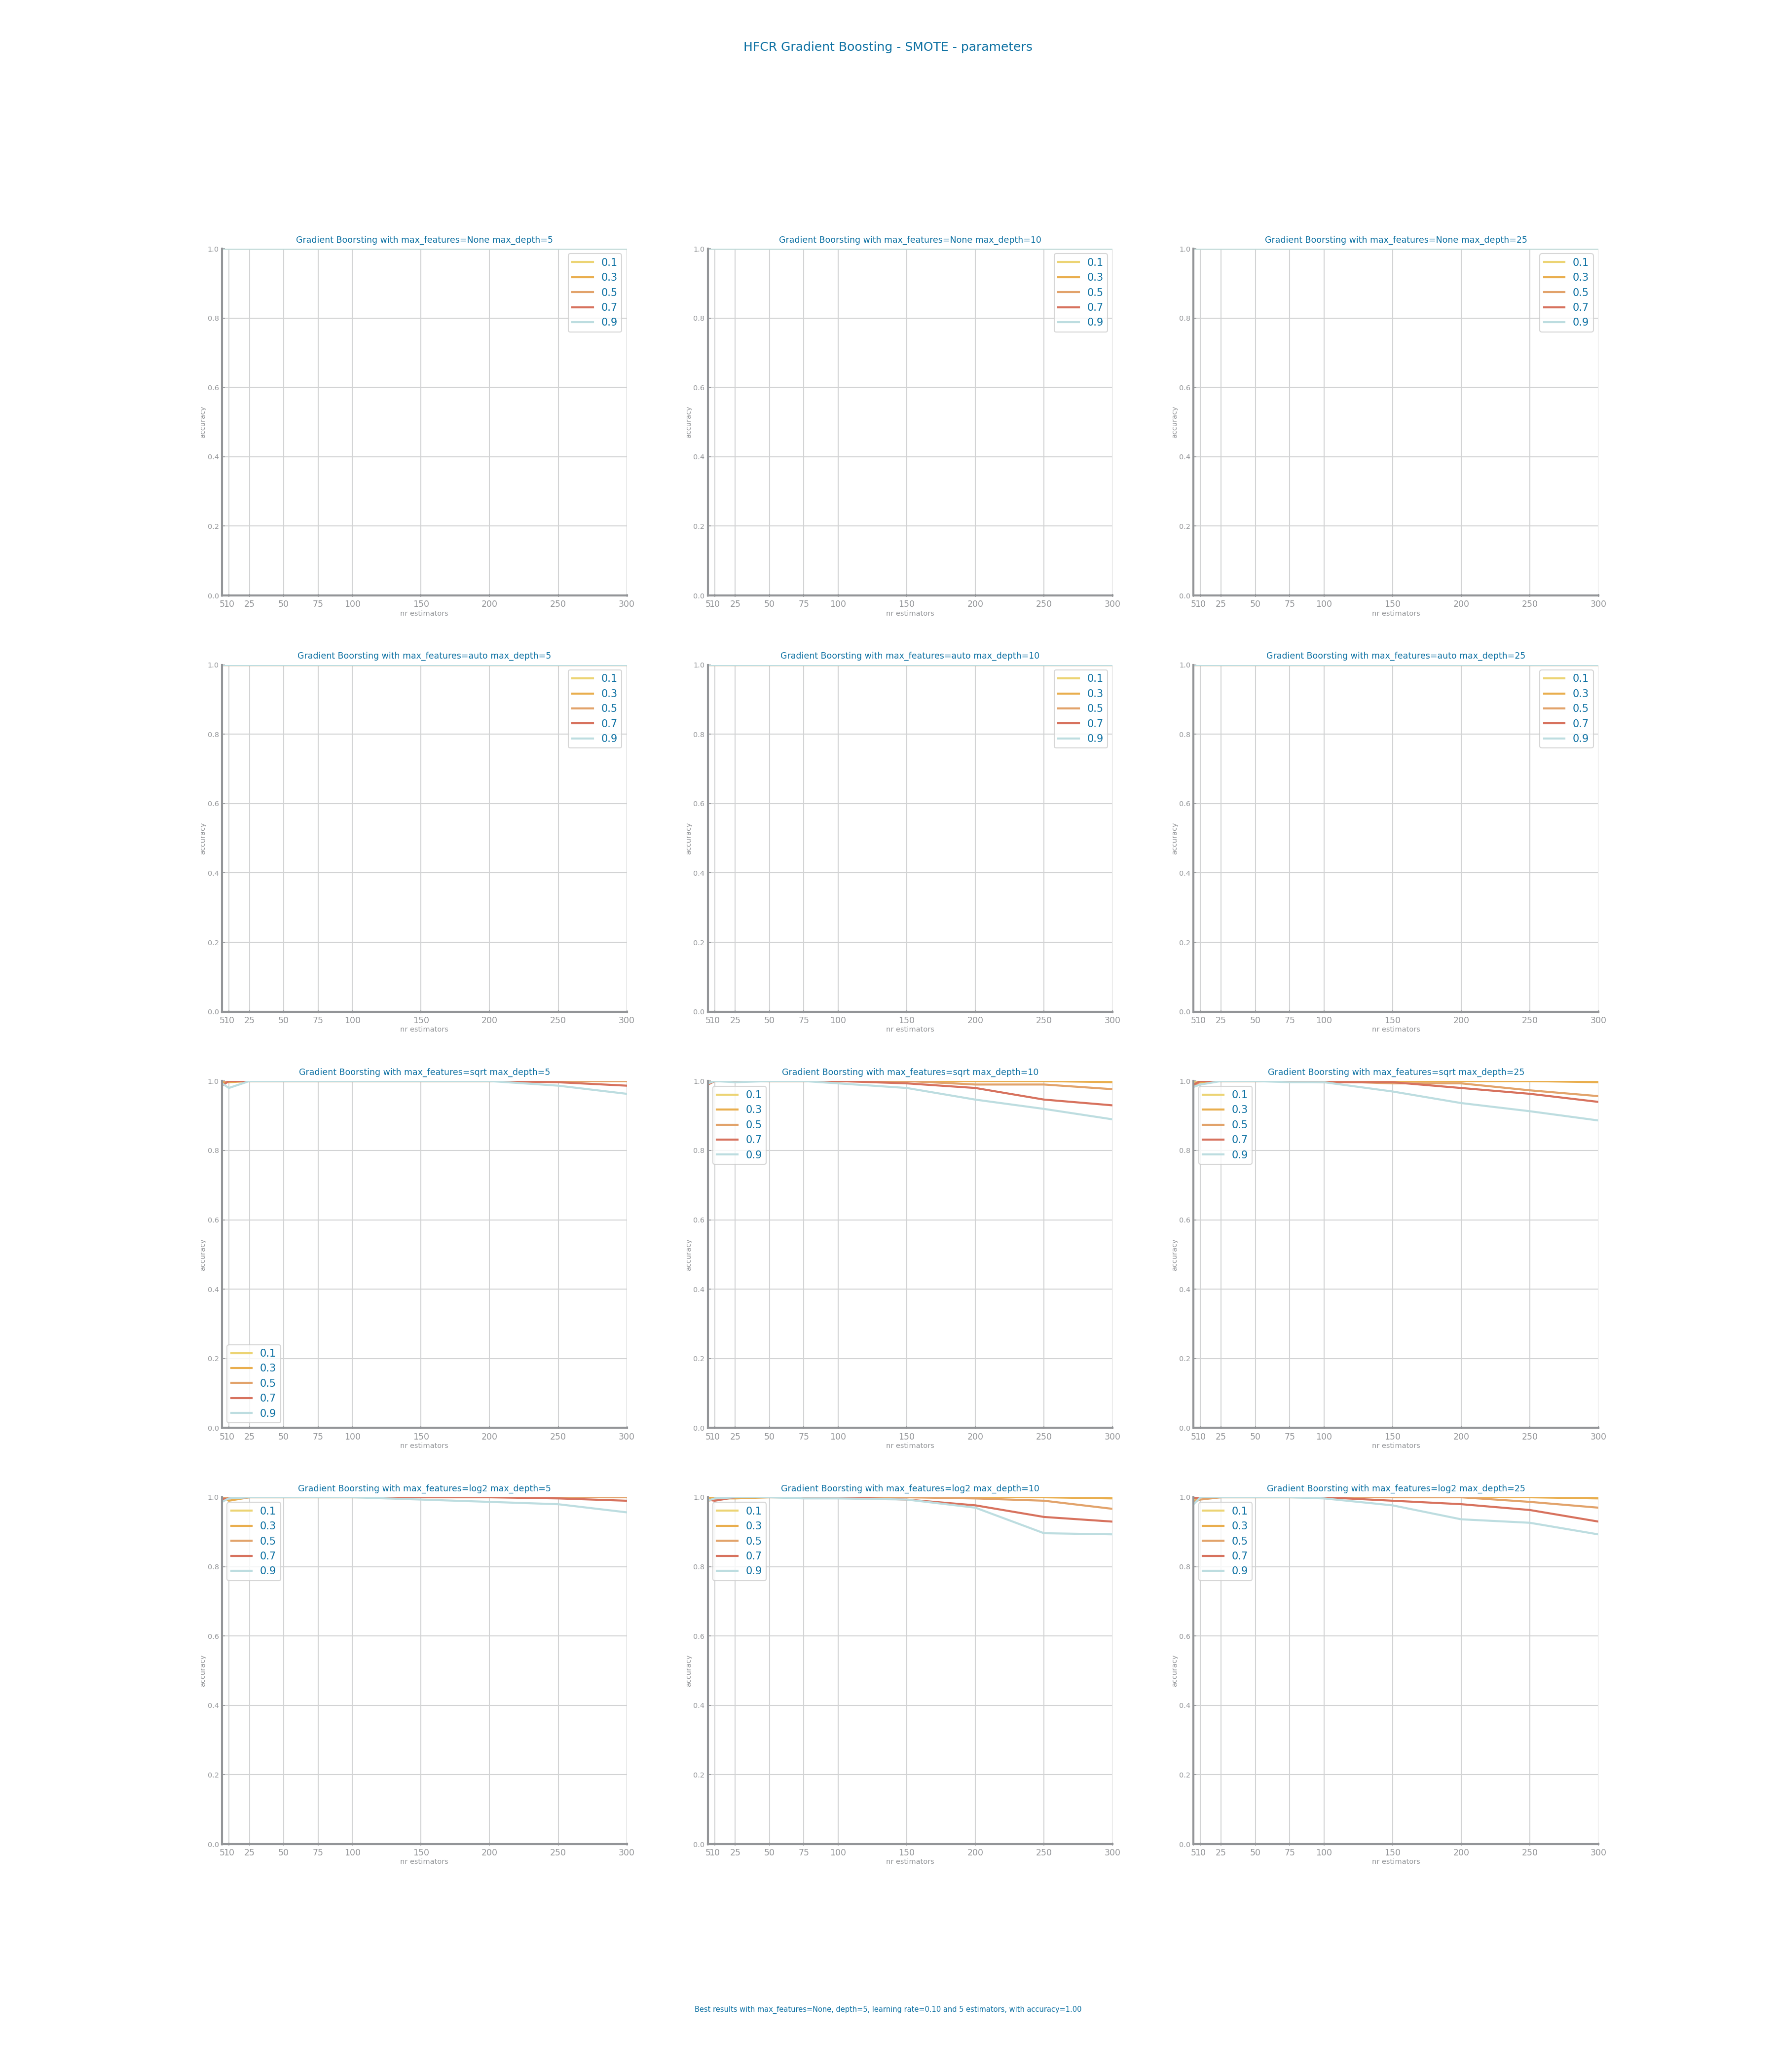 HFCR Gradient Boosting - SMOTE - parameters
Gradient Boorsting with max_features=None max_depth=5
1.0
0.8
0.6
0.4
0.2
0.0
accuracy
0.1
0.3
0.5
0.7
0.9
5 10 25 50 75 100 150 200 250 300
nr estimators
Gradient Boorsting with max_features=None max_depth=10
1.0
0.8
0.6
0.4
0.2
0.0
accuracy
0.1
0.3
0.5
0.7
0.9
5 10 25 50 75 100 150 200 250 300
nr estimators
Gradient Boorsting with max_features=None max_depth=25
1.0
0.8
0.6
0.4
0.2
0.0
accuracy
0.1
0.3
0.5
0.7
0.9
5 10 25 50 75 100 150 200 250 300
nr estimators
Gradient Boorsting with max_features=auto max_depth=5
1.0
0.8
0.6
0.4
0.2
0.0
accuracy
0.1
0.3
0.5
0.7
0.9
5 10 25 50 75 100 150 200 250 300
nr estimators
Gradient Boorsting with max_features=auto max_depth=10
1.0
0.8
0.6
0.4
0.2
0.0
accuracy
0.1
0.3
0.5
0.7
0.9
5 10 25 50 75 100 150 200 250 300
nr estimators
Gradient Boorsting with max_features=auto max_depth=25
1.0
0.8
0.6
0.4
0.2
0.0
accuracy
0.1
0.3
0.5
0.7
0.9
5 10 25 50 75 100 150 200 250 300
nr estimators
Gradient Boorsting with max_features=sqrt max_depth=5
1.0
0.8
0.6
0.4
0.2
0.0
accuracy
0.1
0.3
0.5
0.7
0.9
5 10 25 50 75 100 150 200 250 300
nr estimators
Gradient Boorsting with max_features=sqrt max_depth=10
1.0
0.8
0.6
0.4
0.2
0.0
accuracy
0.1
0.3
0.5
0.7
0.9
5 10 25 50 75 100 150 200 250 300
nr estimators
Gradient Boorsting with max_features=sqrt max_depth=25
1.0
0.8
0.6
0.4
0.2
0.0
accuracy
0.1
0.3
0.5
0.7
0.9
5 10 25 50 75 100 150 200 250 300
nr estimators
Gradient Boorsting with max_features=log2 max_depth=5
1.0
0.8
0.6
0.4
0.2
0.0
accuracy
0.1
0.3
0.5
0.7
0.9
5 10 25 50 75 100 150 200 250 300
nr estimators
Gradient Boorsting with max_features=log2 max_depth=10
1.0
0.8
0.6
0.4
0.2
0.0
accuracy
0.1
0.3
0.5
0.7
0.9
5 10 25 50 75 100 150 200 250 300
nr estimators
Gradient Boorsting with max_features=log2 max_depth=25
1.0
0.8
0.6
0.4
0.2
0.0
accuracy
0.1
0.3
0.5
0.7
0.9
5 10 25 50 75 100 150 200 250 300
nr estimators
Best results with max_features=None, depth=5, learning rate=0.10 and 5 estimators, with accuracy=1.00